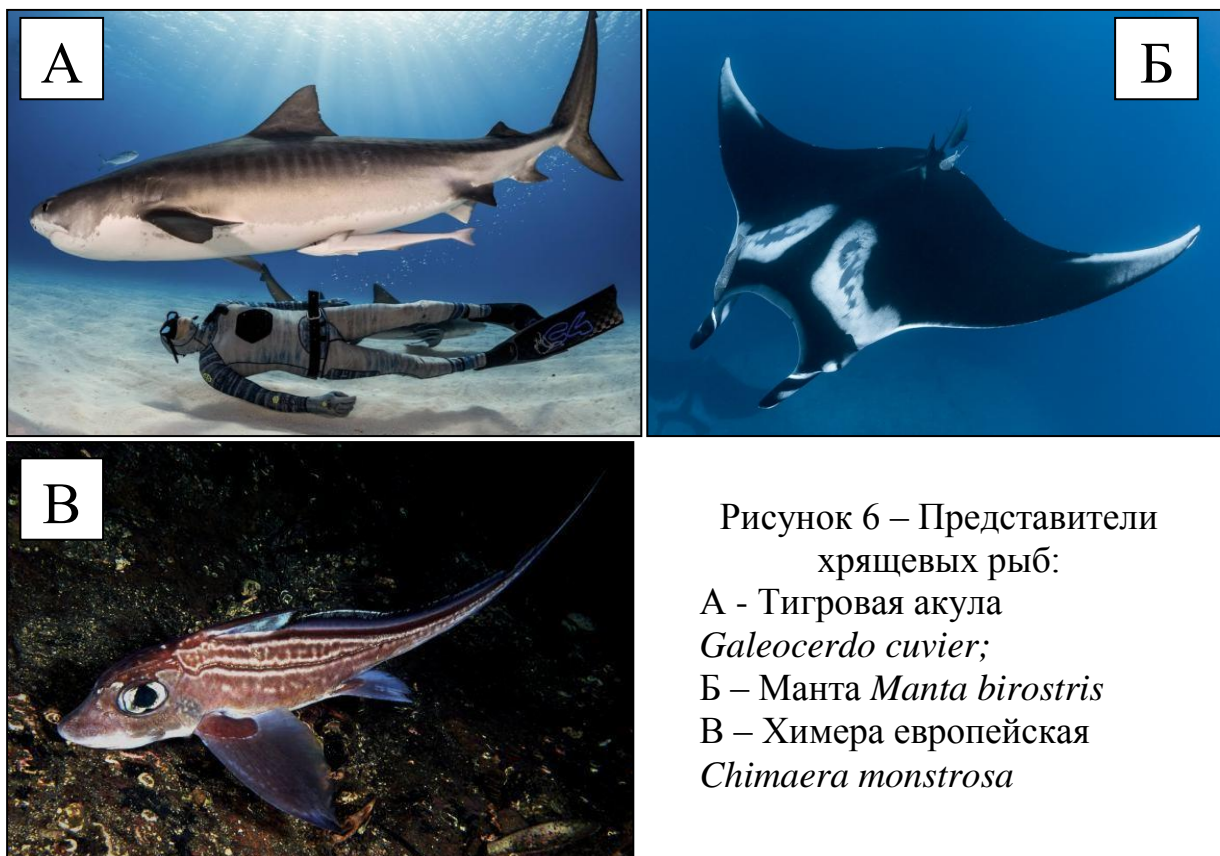 А
Б
В
Рисунок 6 – Представители
хрящевых рыб:
А - Тигровая акула
Galeocerdo cuvier;
Б – Манта Manta birostris
В – Химера европейская
Chimaera monstrosa